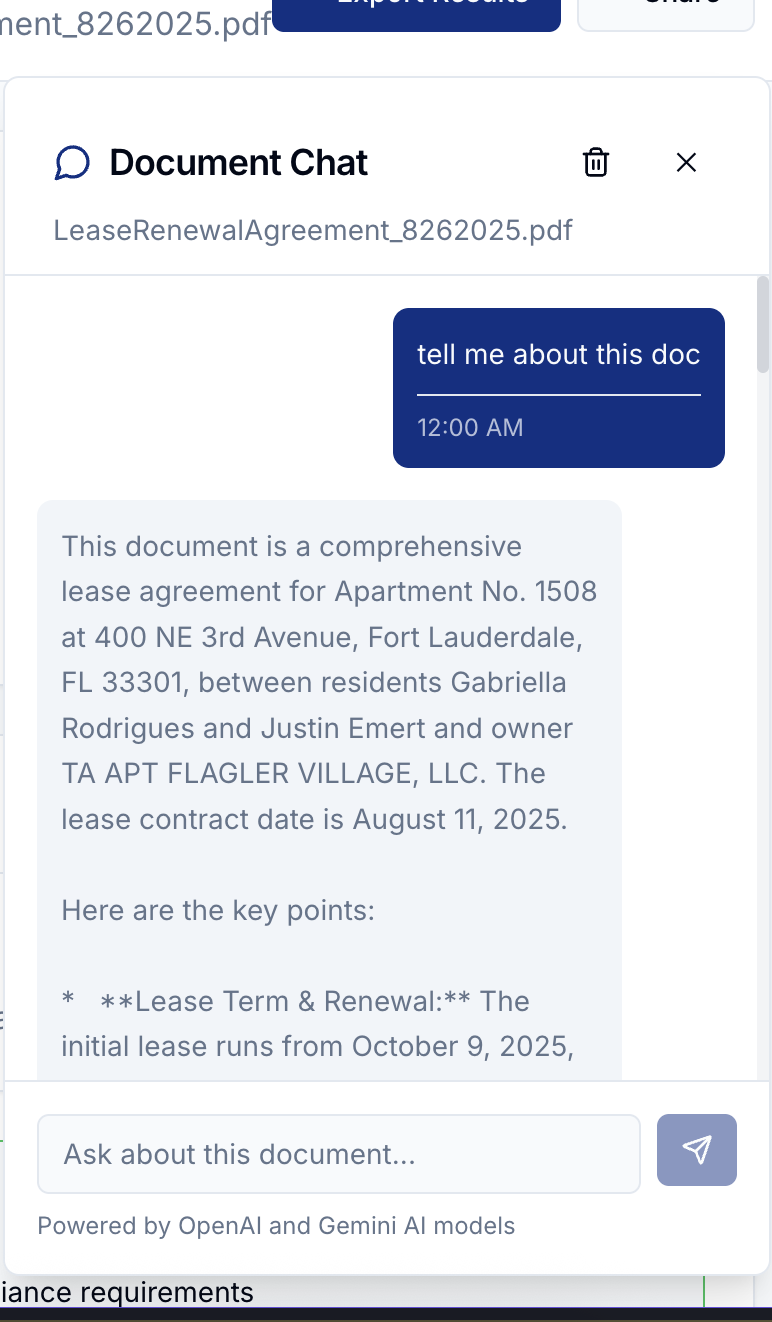 ment_8262025.pdf
Export Results
Share
Document Chat
LeaseRenewalAgreement_8262025.pdf
tell me about this doc
12:00 AM
This document is a comprehensive
lease agreement for Apartment No. 1508
at 400 NE 3rd Avenue, Fort Lauderdale,
FL 33301, between residents Gabriella
Rodrigues and Justin Emert and owner
TA APT FLAGLER VILLAGE, LLC. The
lease contract date is August 11, 2025.
Here are the key points:
*   **Lease Term & Renewal:** The
initial lease runs from October 9, 2025,
Ask about this document...
Powered by OpenAI and Gemini AI models
iance requirements